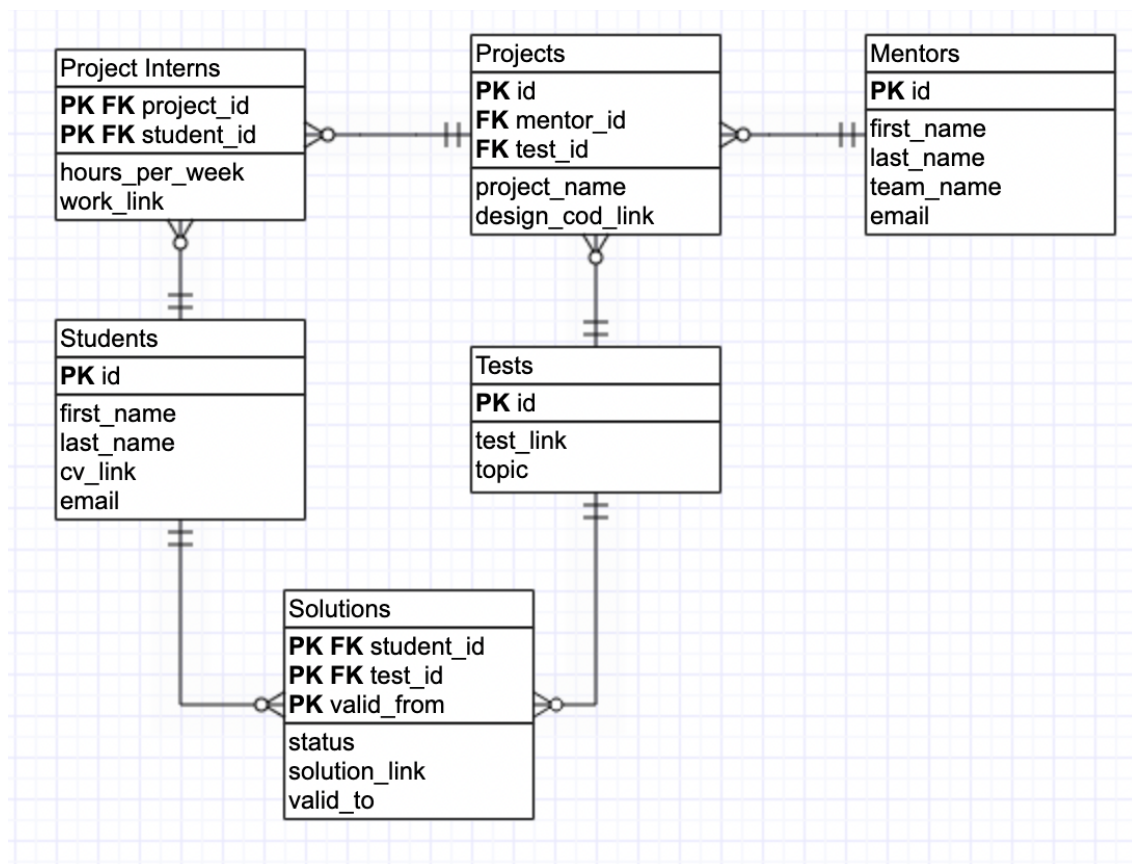 Project Interns
PK FK project_id
PK FK student_id
hours_per_week
work_link
Projects
PK id
FK mentor_id
FK test_id
project_name
design_cod_link
Mentors
PK id
first_name
last_name
team_name
email
Students
PK id
first_name
last_name
cv_link
email
Tests
PK id
test_link
topic
Solutions
PK FK student_id
PK FK test_id
PK valid_from
status
solution_link
valid_to